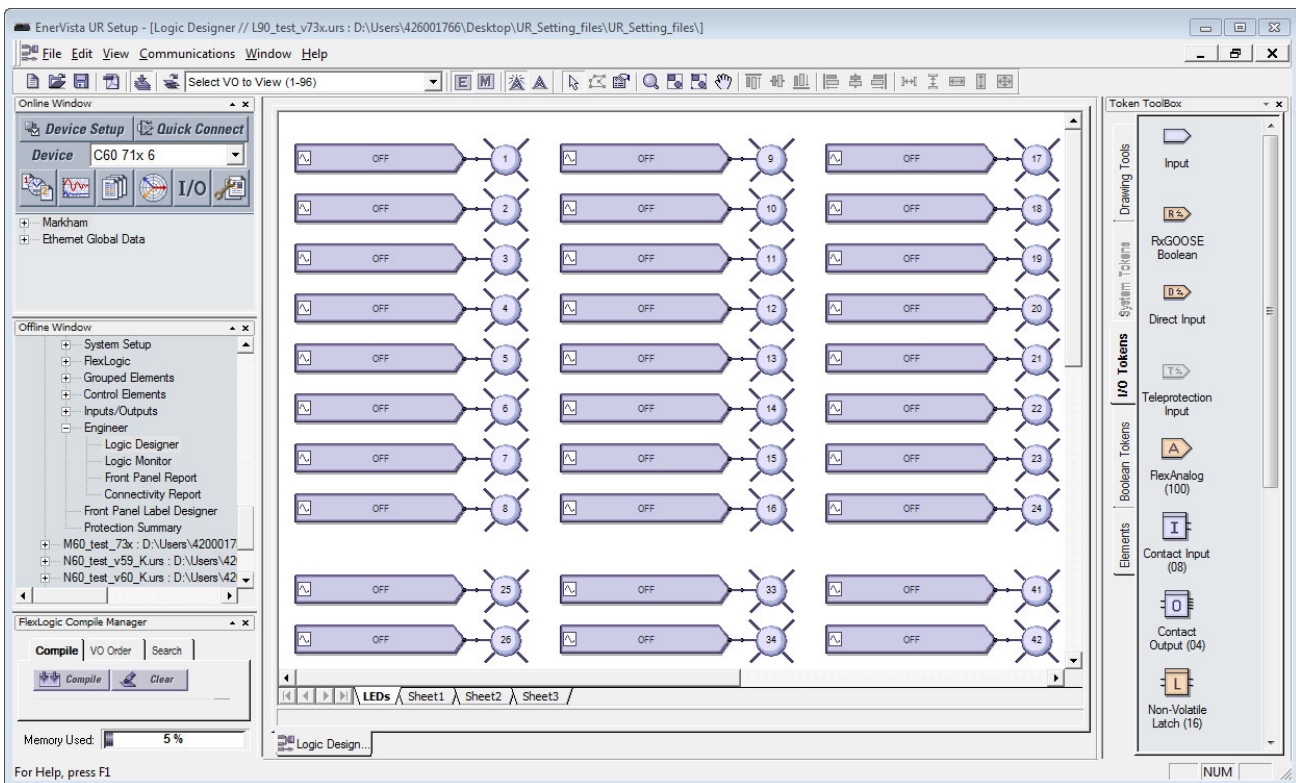 EnerVista UR Setup - [Logic Designer // L90_test_v73x.urs : D:\Users\426001766\Desktop\UR_Setting_files\UR_Setting_files\]
File Edit View Communications Window Help
Select VO to View (1-96)
E M
Online Window
Device Setup Quick Connect
Device C60 71x 6
I/O
Markham
Ethernet Global Data
Offline Window
System Setup
FlexLogic
Grouped Elements
Control Elements
Inputs/Outputs
Engineer
Logic Designer
Logic Monitor
Front Panel Report
Connectivity Report
Front Panel Label Designer
Protection Summary
M60_test_73x : D:\Users\4200017
N60_test_v59_K.urs : D:\Users\42
N60_test_v60_K.urs : D:\Users\42
FlexLogic Compile Manager
Compile VO Order Search
Compile Clear
Memory Used: 5 %
For Help, press F1
OFF 1 OFF 9 OFF 17
OFF 2 OFF 10 OFF 18
OFF 3 OFF 11 OFF 19
OFF 4 OFF 12 OFF 20
OFF 5 OFF 13 OFF 21
OFF 6 OFF 14 OFF 22
OFF 7 OFF 15 OFF 23
OFF 8 OFF 16 OFF 24
OFF 25 OFF 33 OFF 41
OFF 26 OFF 34 OFF 42
LEDs Sheet1 Sheet2 Sheet3
Logic Design...
Token ToolBox
Drawing Tools
System Tokens
I/O Tokens
Boolean Tokens
Elements
Input
R
RxGOOSE
Boolean
D
Direct Input
T
Teleprotection
Input
A
FlexAnalog
(100)
I
Contact Input
(08)
O
Contact
Output (04)
L
Non-Volatile
Latch (16)
NUM